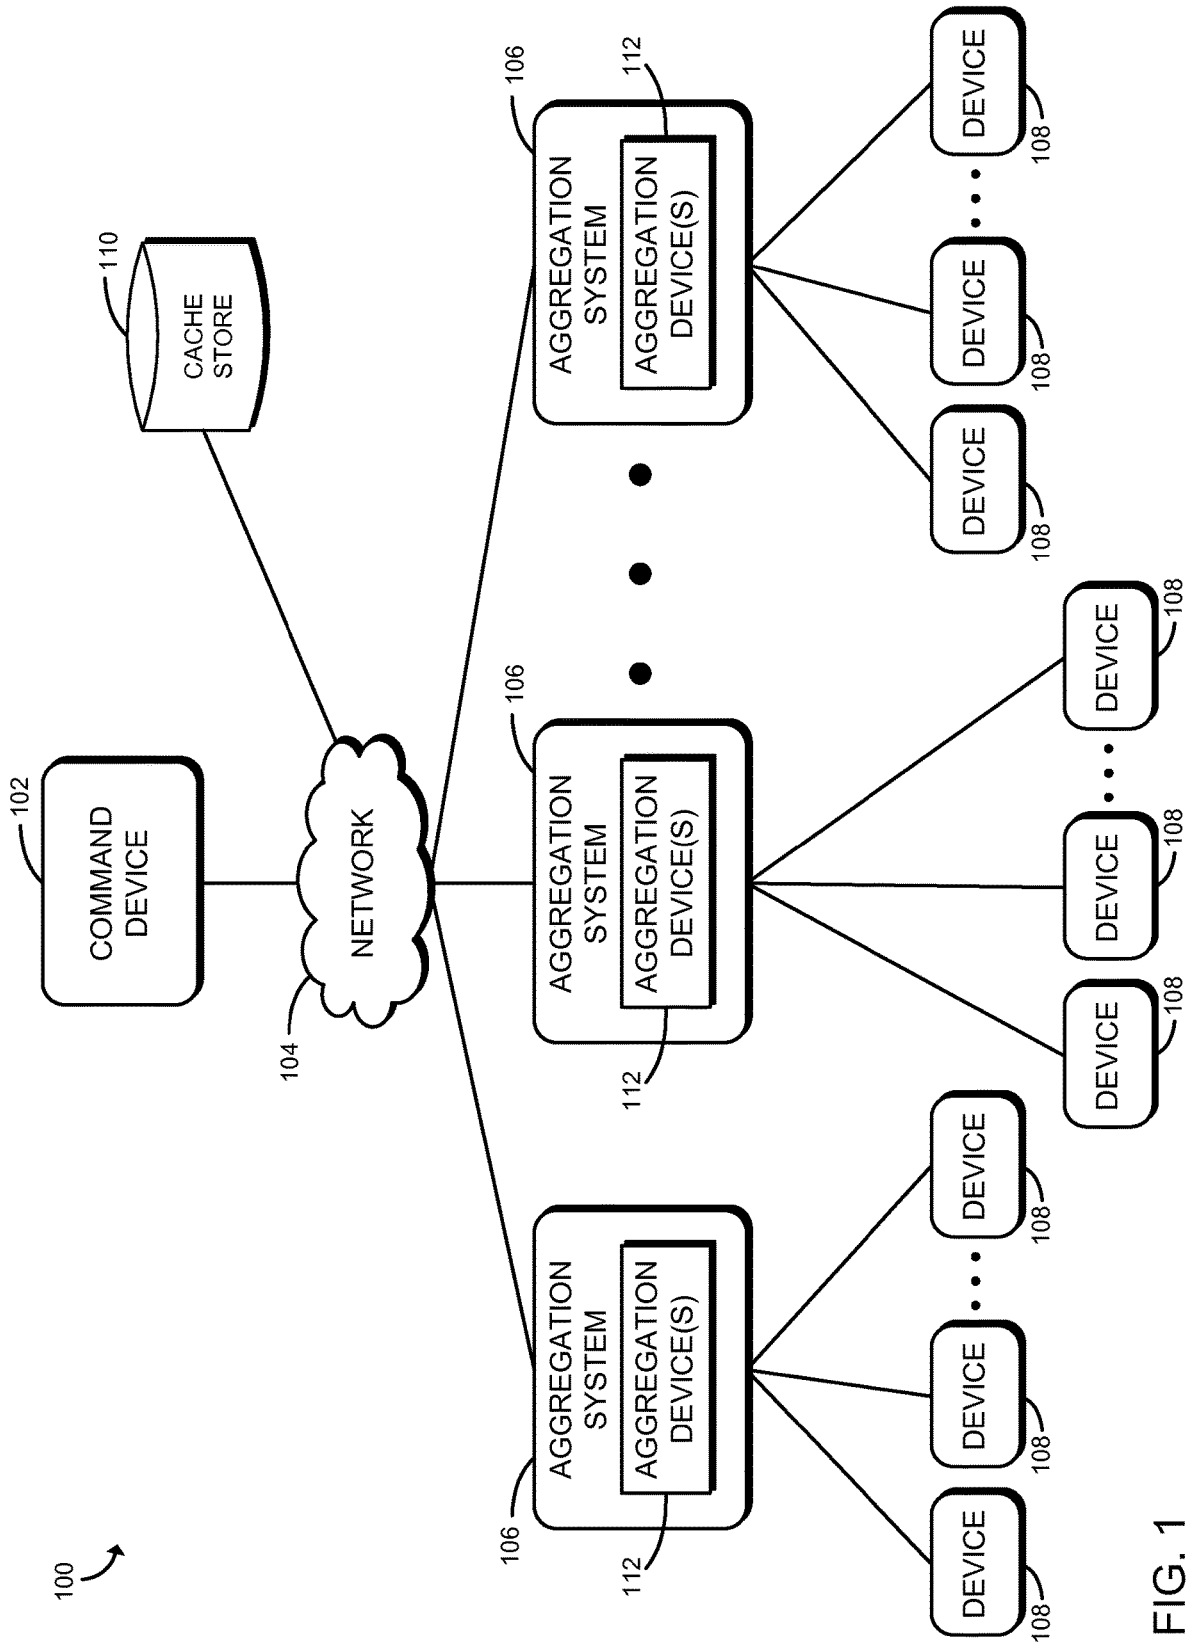 100
102
COMMAND
DEVICE
110
CACHE
STORE
104
NETWORK
106
AGGREGATION
SYSTEM
AGGREGATION
DEVICE(S)
112
106
AGGREGATION
SYSTEM
AGGREGATION
DEVICE(S)
112
106
AGGREGATION
SYSTEM
AGGREGATION
DEVICE(S)
112
DEVICE
108
DEVICE
108
DEVICE
108
DEVICE
108
DEVICE
108
DEVICE
108
DEVICE
108
DEVICE
108
DEVICE
108
FIG. 1